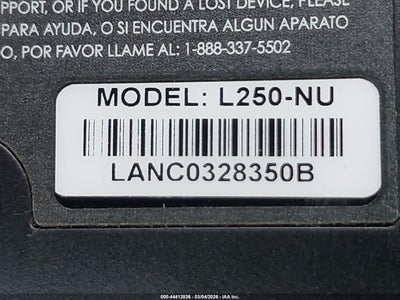 PPORT, OR IF YOU FOUND A LOST DEVICE, PLEASE
PARA AYUDA, O SI ENCUENTRA ALGUN APARATO
O, POR FAVOR LLAME AL: 1-888-337-5502
MODEL: L250-NU
LANC0328350B
000-44412836 - 03/04/2026 - IAA Inc.